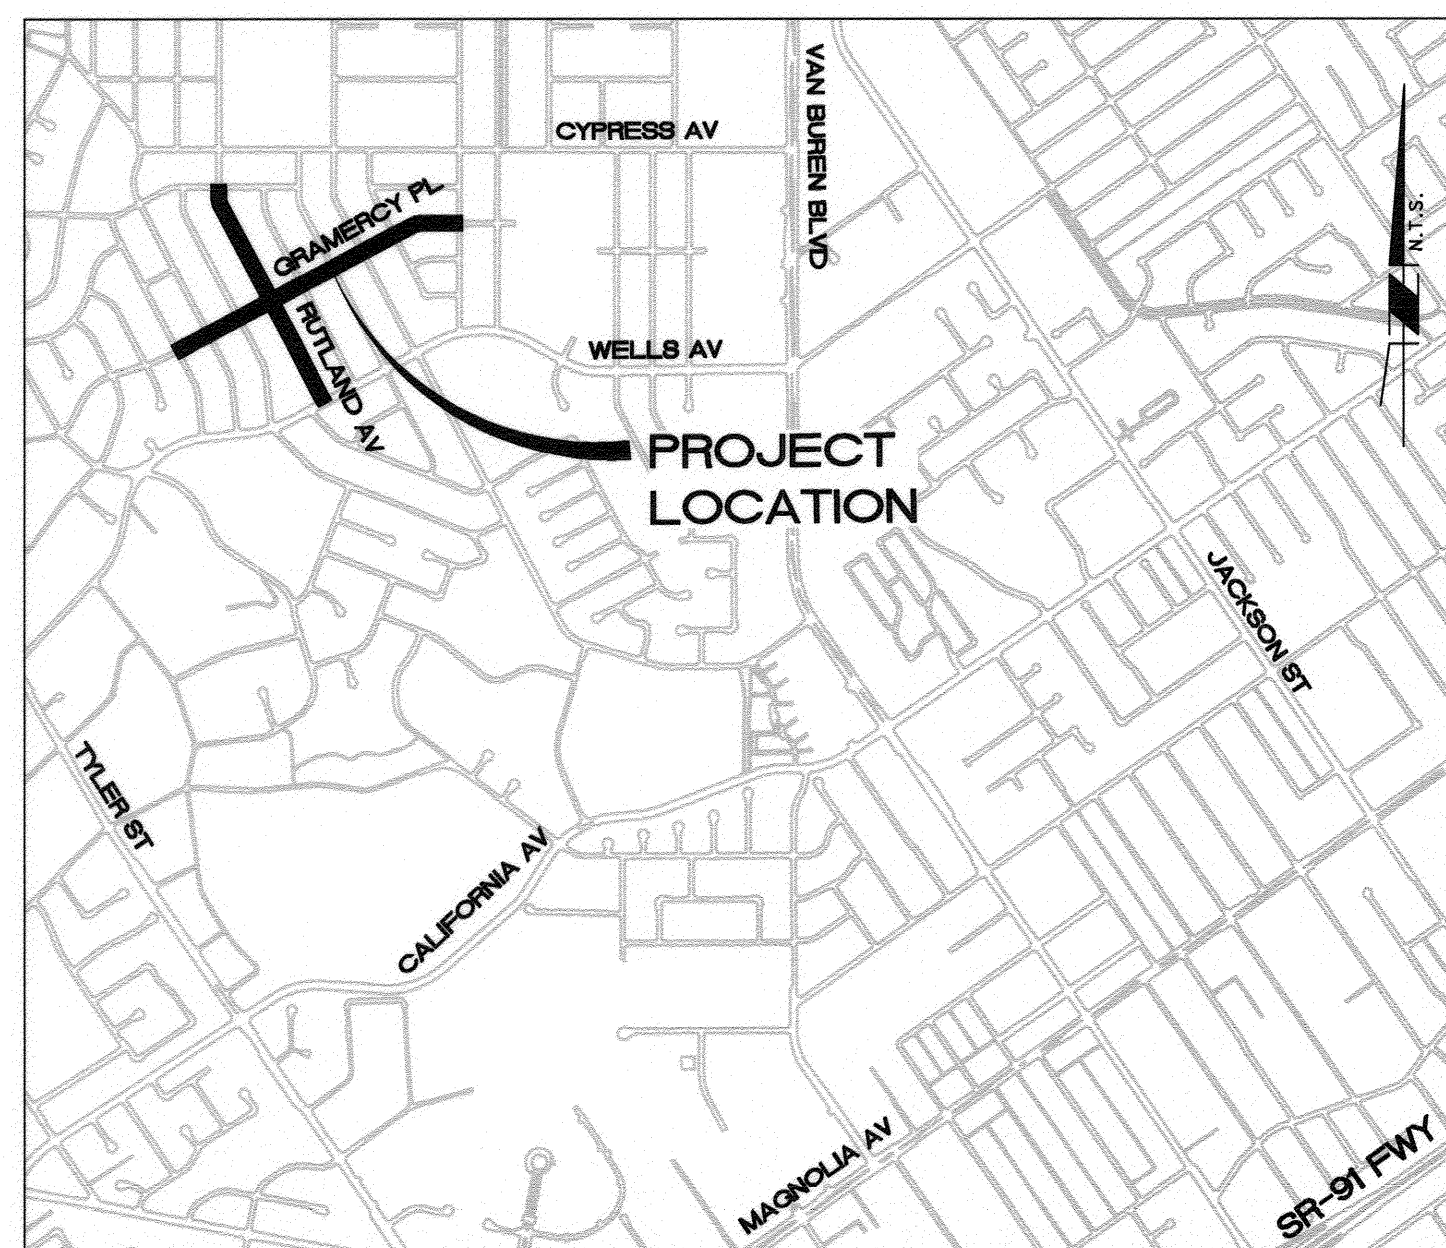 CYPRESS AV
VAN BUREN BLVD
GRAMERCY PL
N.T.S.
RUTLAND AV
WELLS AV
PROJECT
LOCATION
JACKSON ST
TYLER ST
CALIFORNIA AV
MAGNOLIA AV
SR-91 FWY